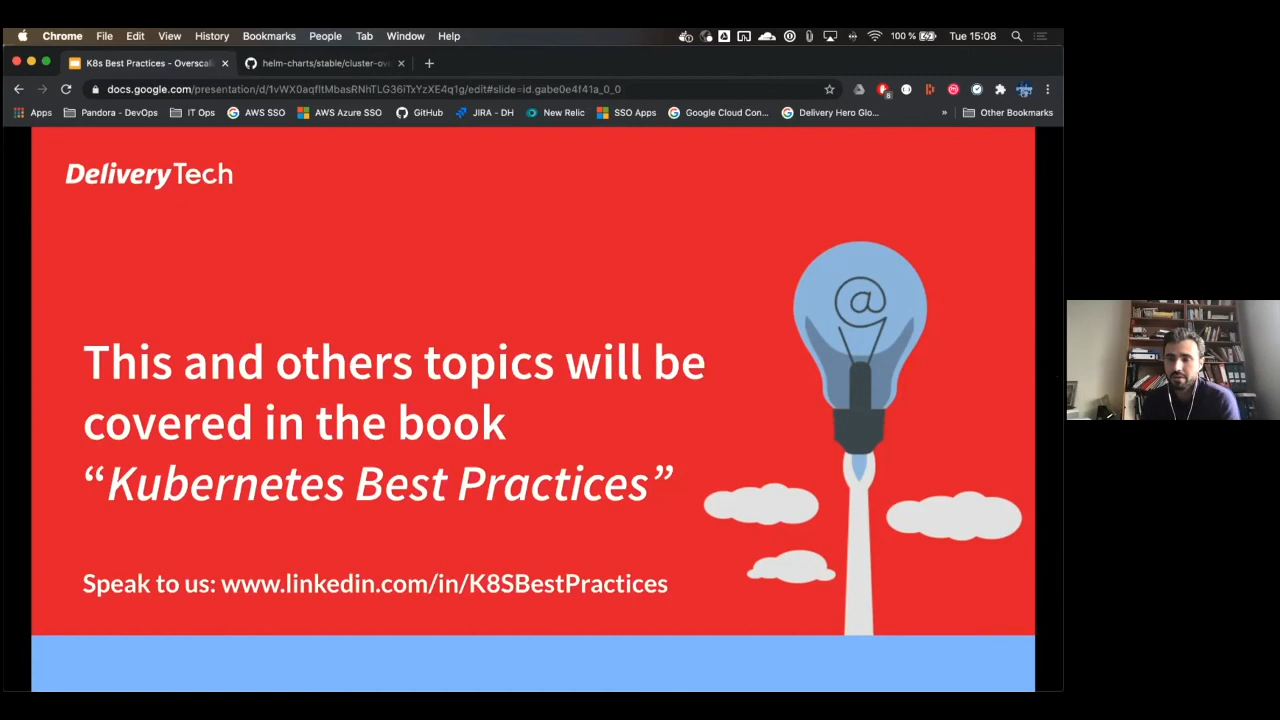 Chrome File Edit View History Bookmarks People Tab Window Help 100 % Tue 15:08
K8s Best Practices - Overscal helm-charts/stable/cluster-ov
docs.google.com/presentation/d/1vWX0aqfltMbasRNhTLG36iTxYzXE4q1g/edit#slide=id.gabe0e4f41a_0_0
Apps Pandora - DevOps IT Ops AWS SSO AWS Azure SSO GitHub JIRA - DH New Relic SSO Apps Google Cloud Con... Delivery Hero Glo... » Other Bookmarks
DeliveryTech
@
This and others topics will be
covered in the book
“Kubernetes Best Practices”
Speak to us: www.linkedin.com/in/K8SBestPractices